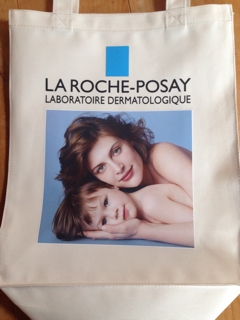 LA ROCHE-POSAY
LABORATOIRE DERMATOLOGIQUE